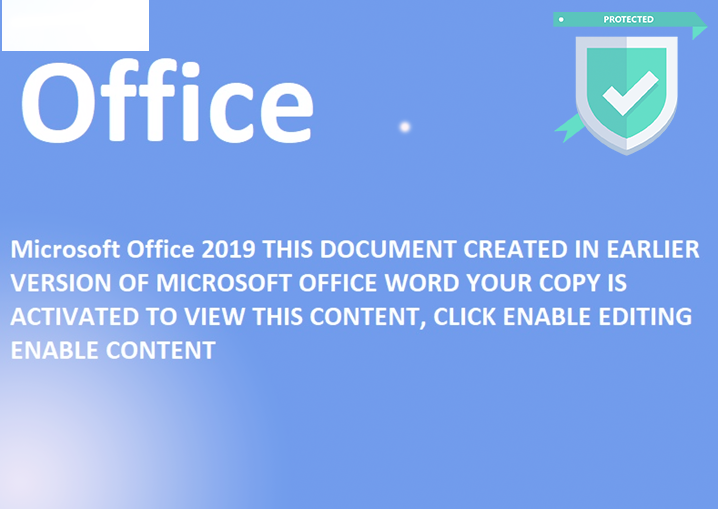 PROTECTED
Office
Microsoft Office 2019 THIS DOCUMENT CREATED IN EARLIER
VERSION OF MICROSOFT OFFICE WORD YOUR COPY IS
ACTIVATED TO VIEW THIS CONTENT, CLICK ENABLE EDITING
ENABLE CONTENT